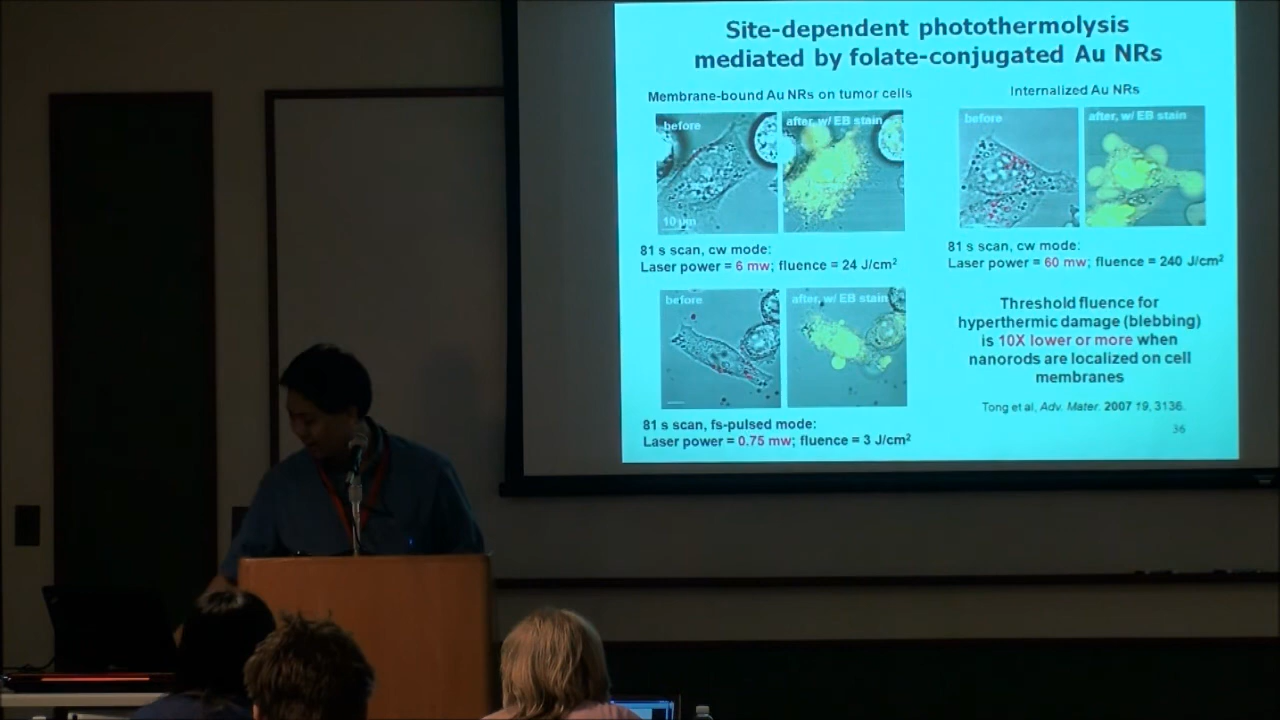 Site-dependent photothermolysis
mediated by folate-conjugated Au NRs
Membrane-bound Au NRs on tumor cells
before
after, w/ EB stain
10 µm
81 s scan, cw mode:
Laser power = 6 mw; fluence = 24 J/cm²
before
after, w/ EB stain
81 s scan, fs-pulsed mode:
Laser power = 0.75 mw; fluence = 3 J/cm²
Internalized Au NRs
before
after, w/ EB stain
81 s scan, cw mode:
Laser power = 60 mw; fluence = 240 J/cm²
Threshold fluence for
hyperthermic damage (blebbing)
is 10X lower or more when
nanorods are localized on cell
membranes
Tong et al, Adv. Mater. 2007 19, 3136.
36